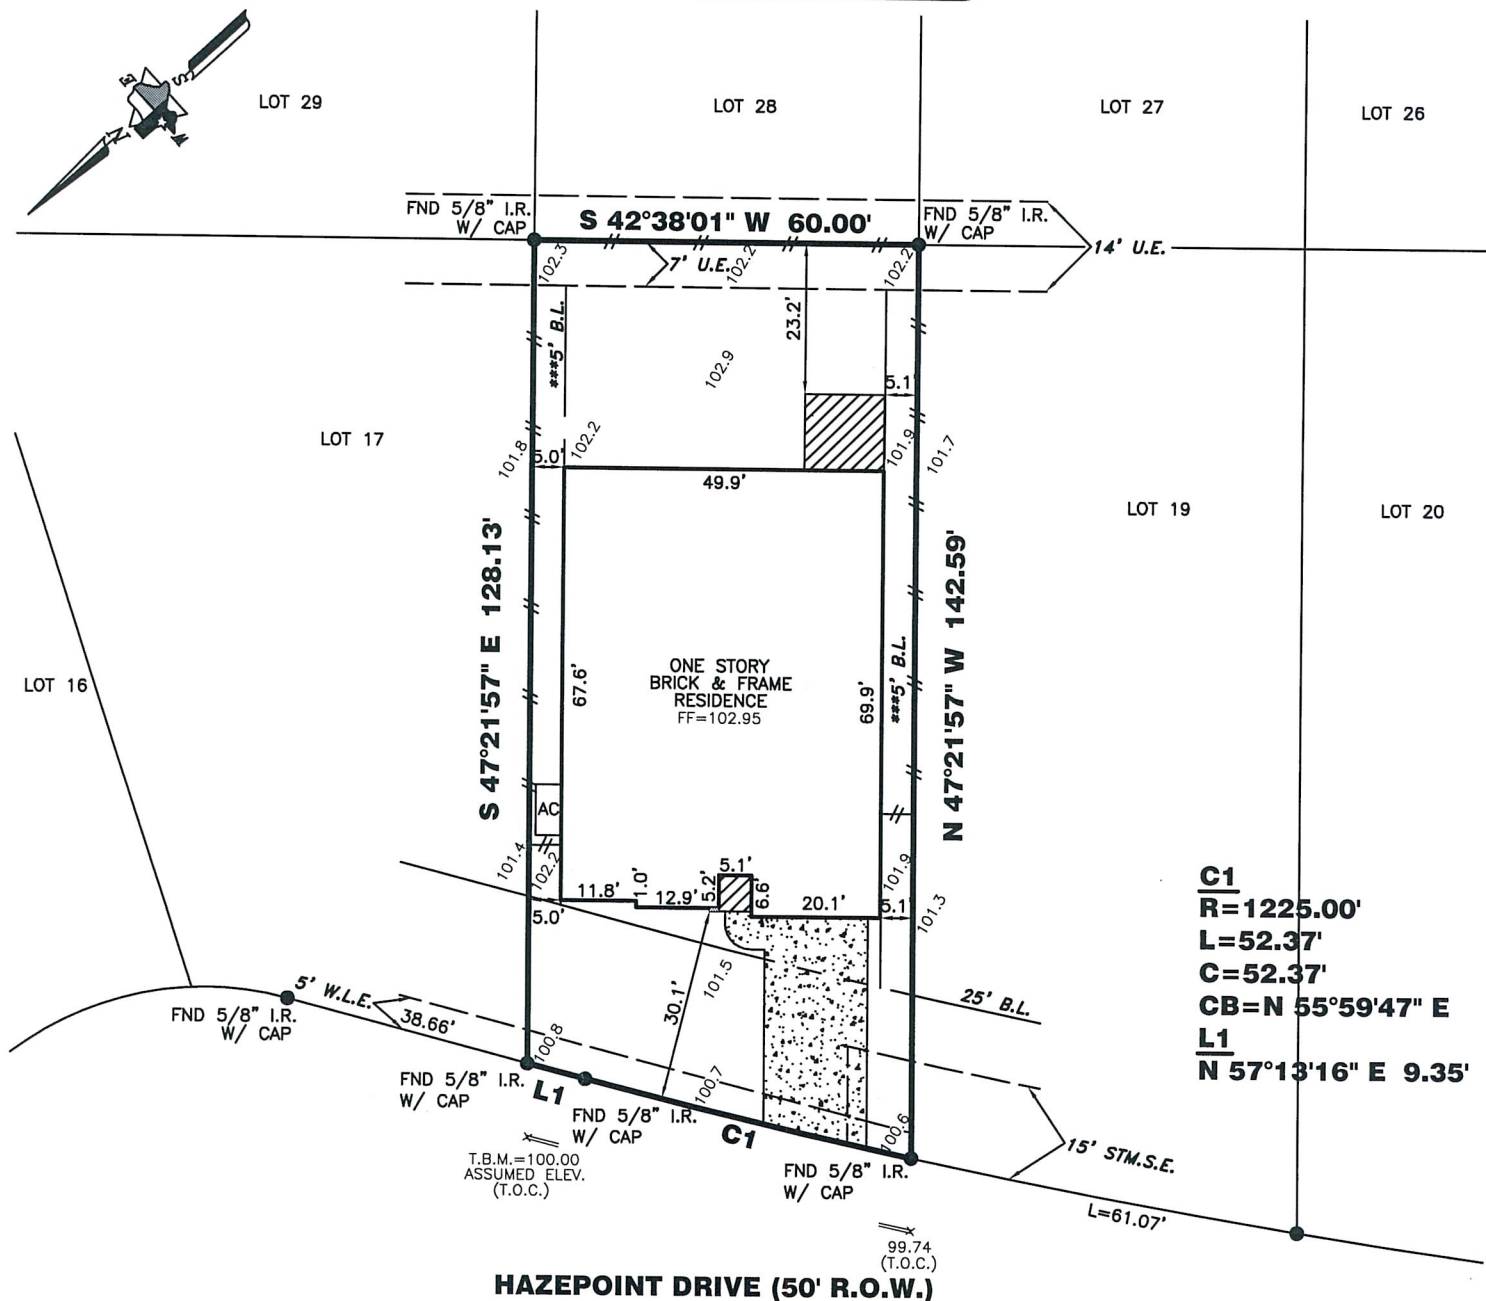 E
S
N
W
LOT 29
LOT 28
LOT 27
LOT 26
FND 5/8" I.R.
W/ CAP
S 42°38'01" W 60.00'
FND 5/8" I.R.
W/ CAP
14' U.E.
102.3
7' U.E.
102.2
102.2
***5' B.L.
23.2'
102.9
5.1'
LOT 17
101.8
5.0'
102.2
101.9
101.7
49.9'
LOT 19
LOT 20
S 47°21'57" E 128.13'
N 47°21'57" W 142.59'
67.6'
ONE STORY
BRICK & FRAME
RESIDENCE
FF=102.95
69.9'
***5' B.L.
LOT 16
AC
101.4
102.2
11.8'
1.0'
12.9'
5.2'
5.1'
6.6'
20.1'
5.1'
101.9
101.3
5.0'
C1
R=1225.00'
L=52.37'
C=52.37'
CB=N 55°59'47" E
L1
N 57°13'16" E 9.35'
5' W.L.E.
38.66'
FND 5/8" I.R.
W/ CAP
30.1'
101.5
25' B.L.
100.8
100.7
100.6
FND 5/8" I.R.
W/ CAP
L1
FND 5/8" I.R.
W/ CAP
C1
FND 5/8" I.R.
W/ CAP
15' STM.S.E.
T.B.M.=100.00
ASSUMED ELEV.
(T.O.C.)
L=61.07'
99.74
(T.O.C.)
HAZEPOINT DRIVE (50' R.O.W.)